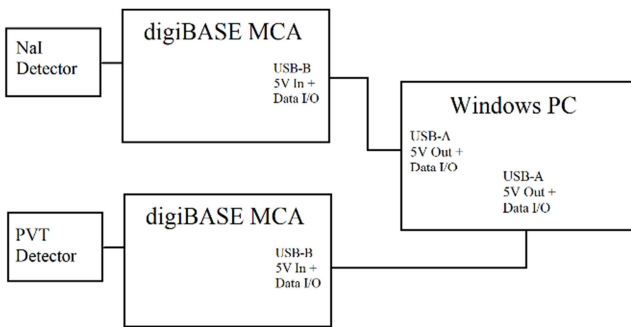 NaI
Detector
digiBASE MCA
USB-B
5V In +
Data I/O
Windows PC
USB-A
5V Out +
Data I/O
USB-A
5V Out +
Data I/O
PVT
Detector
digiBASE MCA
USB-B
5V In +
Data I/O